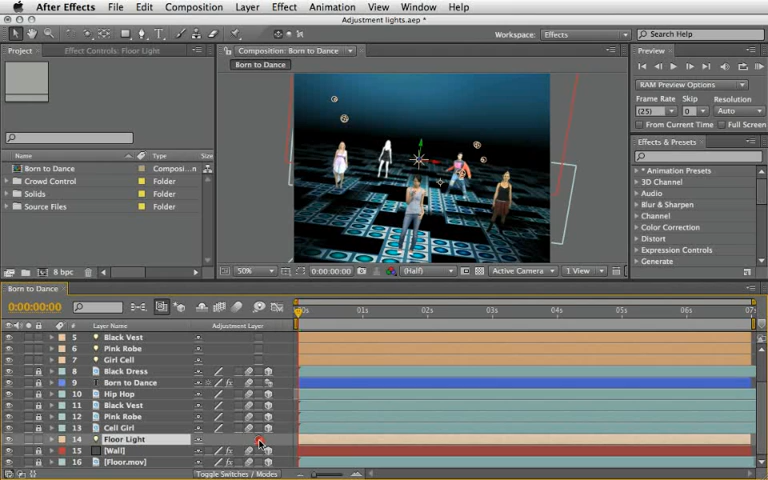 After Effects File Edit Composition Layer Effect Animation View Window Help
Adjustment lights.aep *
Workspace: Effects Search Help
Project Effect Controls: Floor Light
Composition: Born to Dance
Preview
Born to Dance
RAM Preview Options
Frame Rate Skip Resolution
(25) 0 Auto
From Current Time Full Screen
Effects & Presets
Name Type Size
Born to Dance Composi...n
Crowd Control Folder
Solids Folder
Source Files Folder
* Animation Presets
3D Channel
Audio
Blur & Sharpen
Channel
Color Correction
Distort
Expression Controls
Generate
8 bpc
50% 0:00:00:00 (Half) Active Camera 1 View
Born to Dance
0:00:00:00
:00s 01s 02s 03s 04s 05s 06s 07s
# Layer Name Adjustment Layer
5 Black Vest
6 Pink Robe
7 Girl Cell
8 Black Dress
9 Born to Dance
10 Hip Hop
11 Black Vest
12 Pink Robe
13 Cell Girl
14 Floor Light
15 [Wall]
16 [Floor.mov]
Toggle Switches / Modes